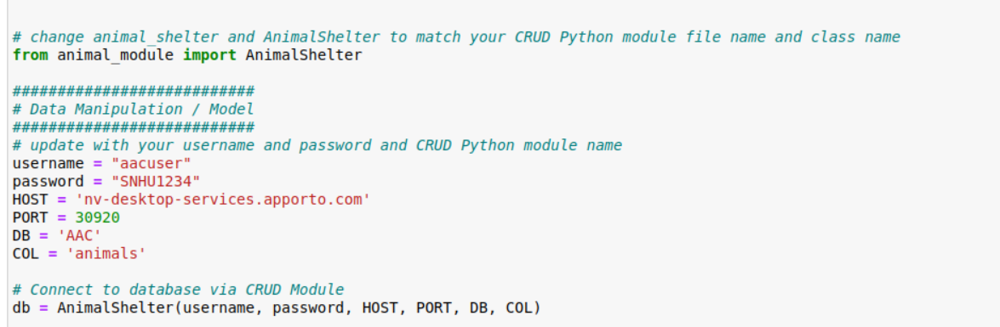 # change animal_shelter and AnimalShelter to match your CRUD Python module file name and class name
from animal_module import AnimalShelter
###########################
# Data Manipulation / Model
###########################
# update with your username and password and CRUD Python module name
username = "aacuser"
password = "SNHU1234"
HOST = 'nv-desktop-services.apporto.com'
PORT = 30920
DB = 'AAC'
COL = 'animals'
# Connect to database via CRUD Module
db = AnimalShelter(username, password, HOST, PORT, DB, COL)